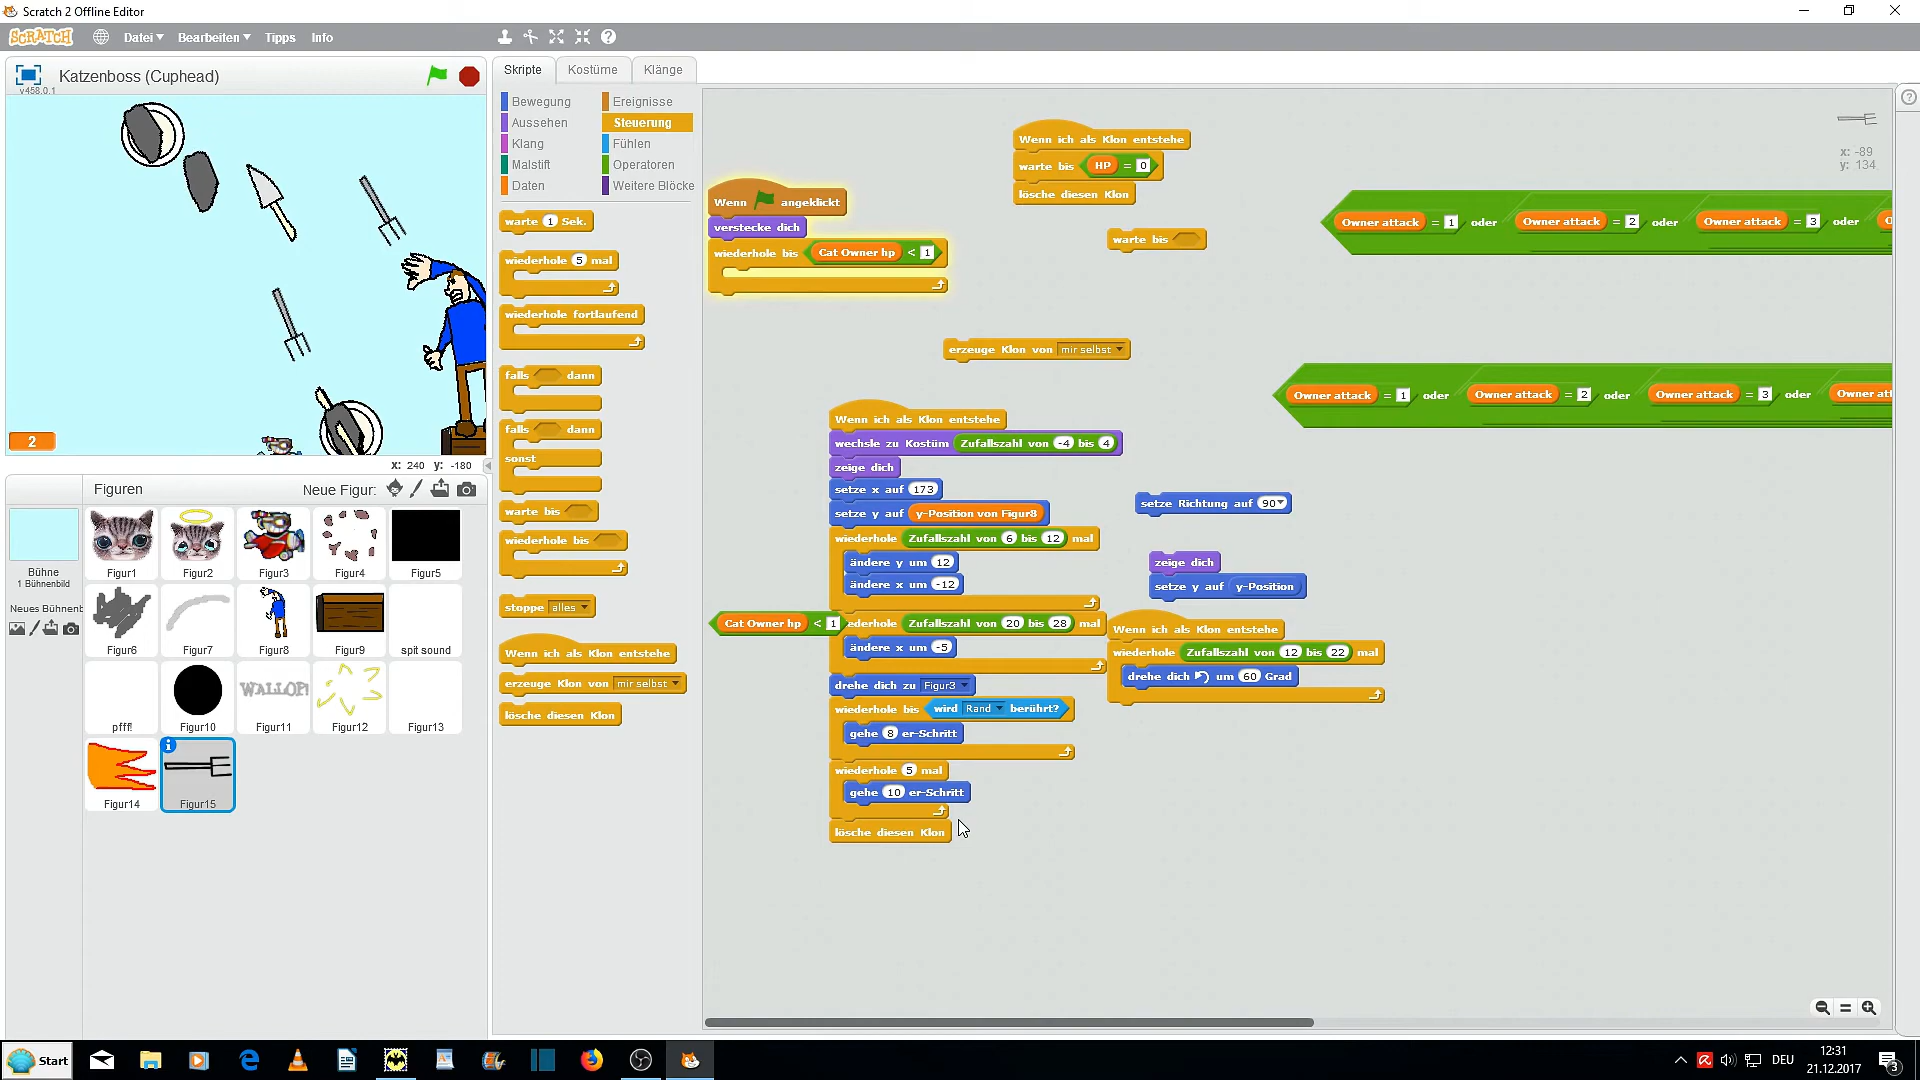 Scratch 2 Offline Editor
SCRATCH Datei Bearbeiten Tipps Info
Katzenboss (Cuphead)
v458.0.1
2
x: 240 y: -180
Figuren Neue Figur:
Bühne
1 Bühnenbild
Neues Bühnenb
Figur1 Figur2 Figur3 Figur4 Figur5
Figur6 Figur7 Figur8 Figur9 spit sound
WALLOP!
pfff! Figur10 Figur11 Figur12 Figur13
Figur14 Figur15
Skripte Kostüme Klänge
Bewegung Ereignisse
Aussehen Steuerung
Klang Fühlen
Malstift Operatoren
Daten Weitere Blöcke
warte 1 Sek.
wiederhole 5 mal
wiederhole fortlaufend
falls dann
falls dann
sonst
warte bis
wiederhole bis
stoppe alles
Wenn ich als Klon entstehe
erzeuge Klon von mir selbst
lösche diesen Klon
Wenn angeklickt
verstecke dich
wiederhole bis Cat Owner hp < 1
Wenn ich als Klon entstehe
warte bis HP = 0
lösche diesen Klon
warte bis
erzeuge Klon von mir selbst
x: -89
y: 134
Owner attack = 1 oder Owner attack = 2 oder Owner attack = 3 oder
Owner attack = 1 oder Owner attack = 2 oder Owner attack = 3 oder Owner att
Wenn ich als Klon entstehe
wechsle zu Kostüm Zufallszahl von -4 bis 4
zeige dich
setze x auf 173
setze y auf y-Position von Figur8
wiederhole Zufallszahl von 6 bis 12 mal
ändere y um 12
ändere x um -12
Cat Owner hp < 1
ederhole Zufallszahl von 20 bis 28 mal
ändere x um -5
drehe dich zu Figur3
wiederhole bis wird Rand berührt?
gehe 8 er-Schritt
wiederhole 5 mal
gehe 10 er-Schritt
lösche diesen Klon
setze Richtung auf 90
zeige dich
setze y auf y-Position
Wenn ich als Klon entstehe
wiederhole Zufallszahl von 12 bis 22 mal
drehe dich um 60 Grad
Start
DEU
12:31
21.12.2017
3